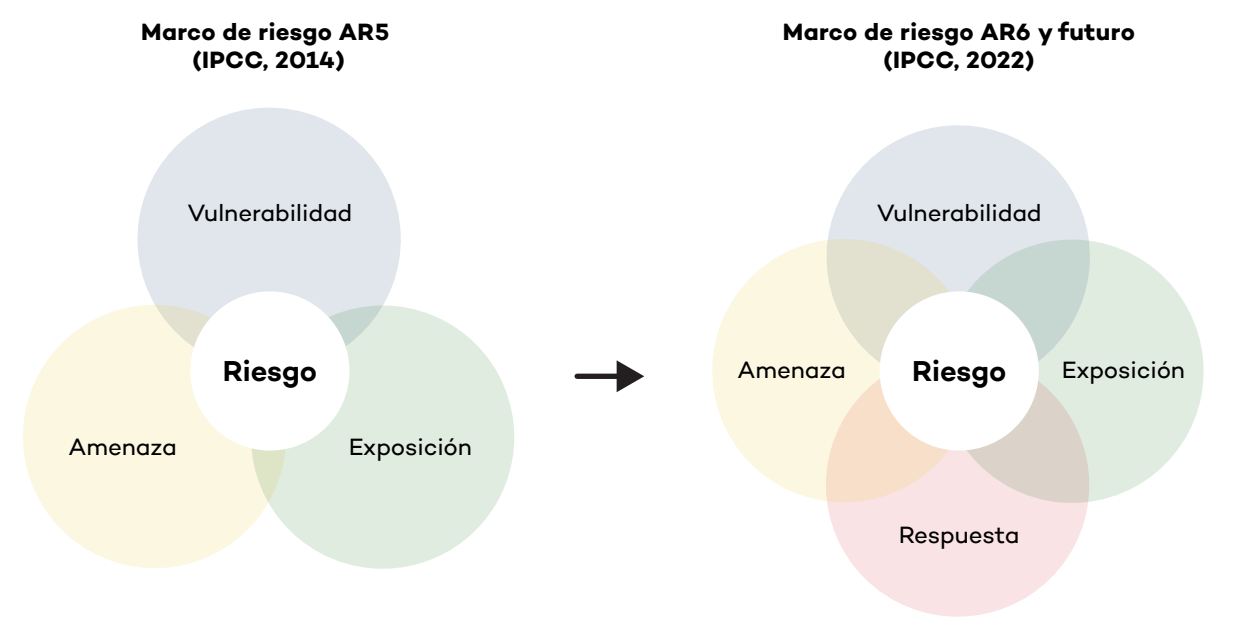 Marco de riesgo AR5
(IPCC, 2014)
Vulnerabilidad
Riesgo
Amenaza
Exposición
Marco de riesgo AR6 y futuro
(IPCC, 2022)
Vulnerabilidad
Amenaza
Riesgo
Exposición
Respuesta